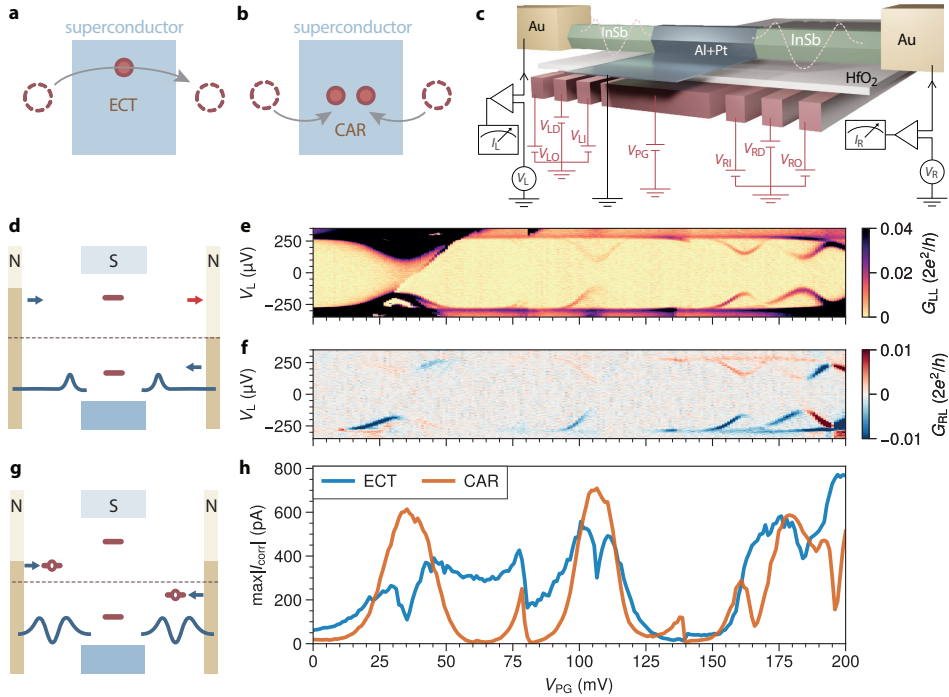 a
superconductor
ECT
b
superconductor
CAR
c
Au
InSb
Al+Pt
InSb
Au
HfO2
IL
VLO
VLD
VLI
VL
VPG
VRI
VRD
VRO
IR
VR
d
N
S
N
e
VL (μV)
250
0
−250
0.04
0.02
0
GLL (2e²/h)
f
VL (μV)
250
0
−250
0.01
−0.01
GRL (2e²/h)
g
N
S
N
h
ECT
CAR
max|Icorr| (pA)
800
600
400
200
0
0
25
50
75
100
125
150
175
200
VPG (mV)